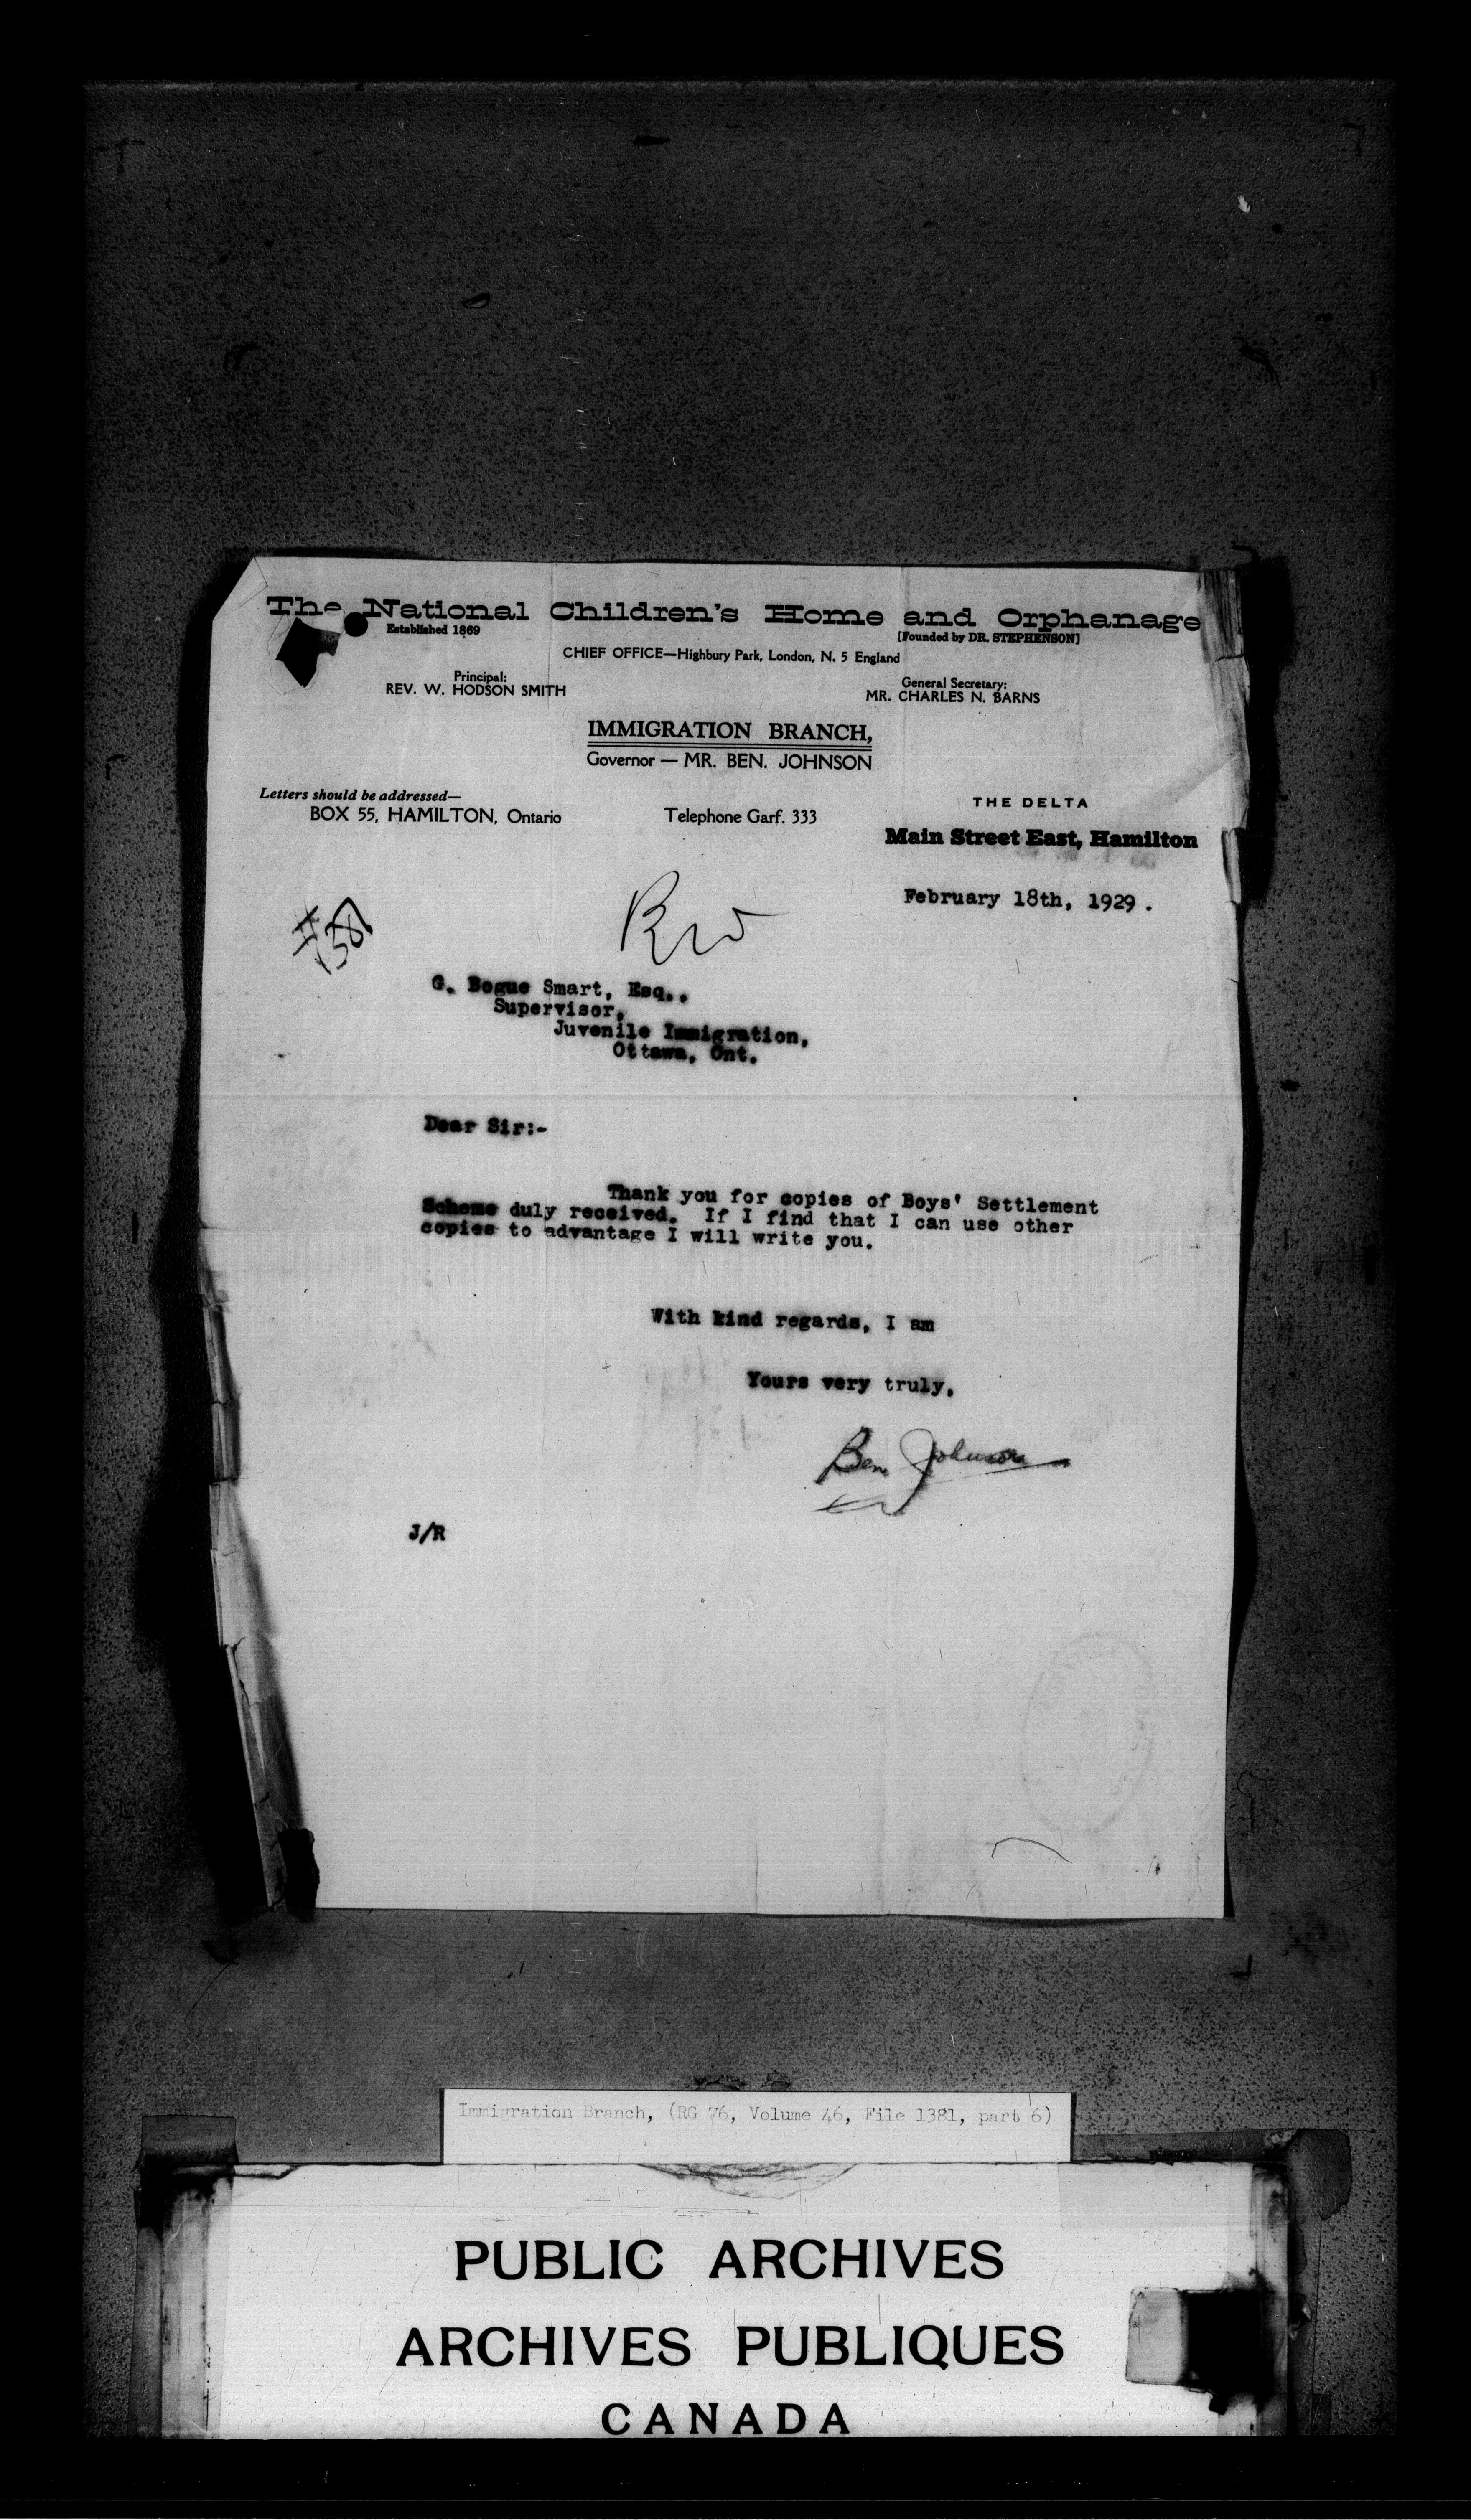 The National Children's Home and Orphanage
Established 1869
[Founded by DR. STEPHENSON]
CHIEF OFFICE—Highbury Park, London, N. 5 England
Principal:
REV. W. HODSON SMITH
General Secretary:
MR. CHARLES N. BARNS
IMMIGRATION BRANCH,
Governor — MR. BEN. JOHNSON
Letters should be addressed—
BOX 55, HAMILTON, Ontario
Telephone Garf. 333
THE DELTA
Main Street East, Hamilton
February 18th, 1929.
G. Bogue Smart, Esq.,
Supervisor,
Juvenile Immigration,
Ottawa, Ont.
Dear Sir:-
Thank you for copies of Boys' Settlement
Scheme duly received. If I find that I can use other
copies to advantage I will write you.
With kind regards, I am
Yours very truly,
Ben Johnson
J/R
Immigration Branch, (RG 76, Volume 46, File 1381, part 6)
PUBLIC ARCHIVES
ARCHIVES PUBLIQUES
CANADA